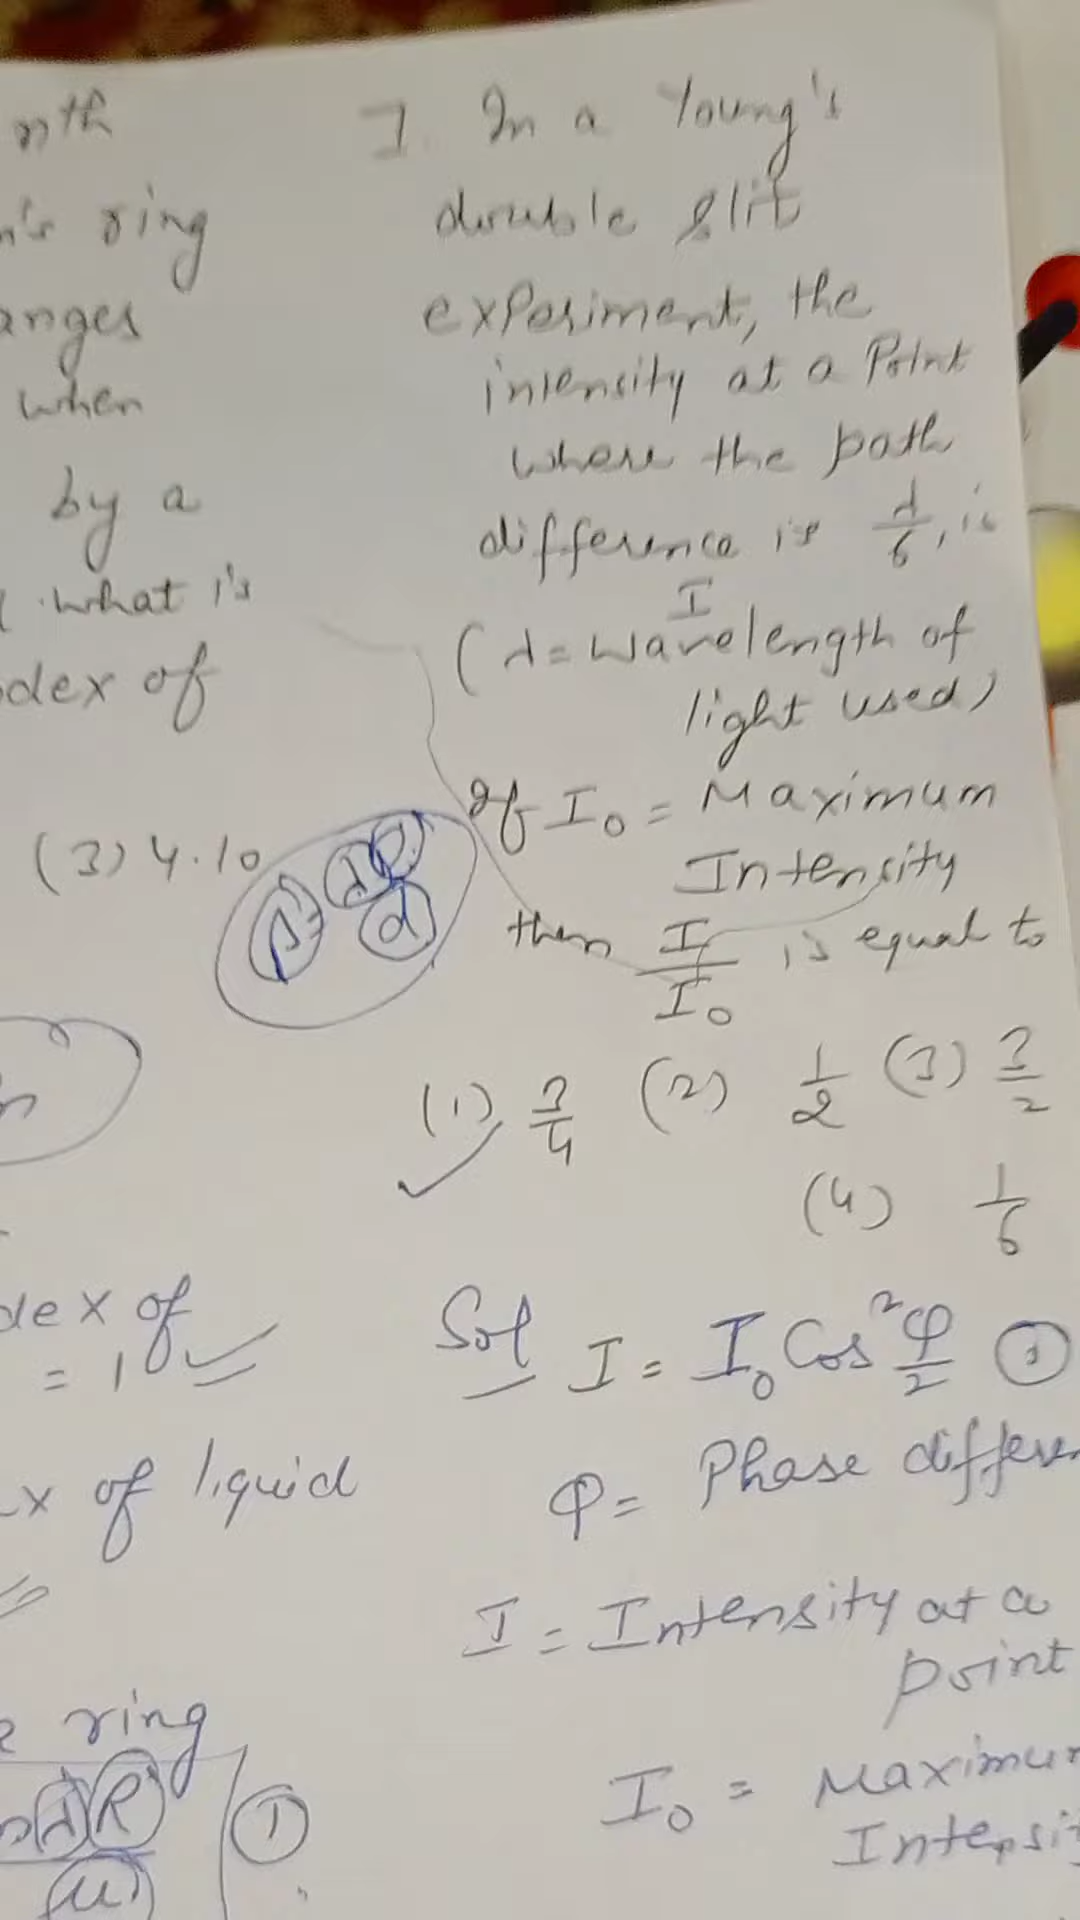 nth
n's ring
anges
when
by a
what is
dex of
(3) 4.10
dex of
= 1
x of liquid
ring
R
(1)
1. In a Young's
double slit
experiment, the
intensity at a Point
where the path
difference is λ/6, is
I
(λ = wavelength of
light used)
If I₀ = Maximum
Intensity
then I/I₀ is equal to
(1) 3/4 (2) 1/2 (3) 3/2
(4) 1/6
β = λD/d
Sol I = I₀ Cos² φ/2 (1)
φ = Phase differen
I = Intensity at a
point
I₀ = Maximum
Intensi